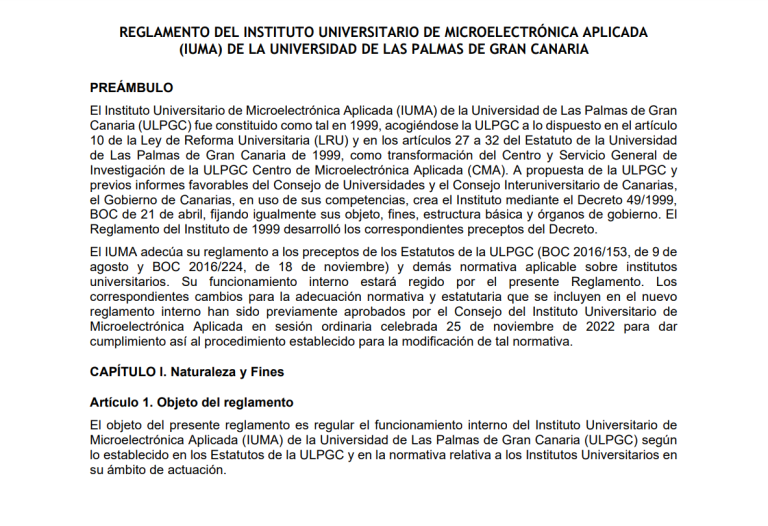 REGLAMENTO DEL INSTITUTO UNIVERSITARIO DE MICROELECTRÓNICA APLICADA
(IUMA) DE LA UNIVERSIDAD DE LAS PALMAS DE GRAN CANARIA
PREÁMBULO
El Instituto Universitario de Microelectrónica Aplicada (IUMA) de la Universidad de Las Palmas de Gran
Canaria (ULPGC) fue constituido como tal en 1999, acogiéndose la ULPGC a lo dispuesto en el artículo
10 de la Ley de Reforma Universitaria (LRU) y en los artículos 27 a 32 del Estatuto de la Universidad
de Las Palmas de Gran Canaria de 1999, como transformación del Centro y Servicio General de
Investigación de la ULPGC Centro de Microelectrónica Aplicada (CMA). A propuesta de la ULPGC y
previos informes favorables del Consejo de Universidades y el Consejo Interuniversitario de Canarias,
el Gobierno de Canarias, en uso de sus competencias, crea el Instituto mediante el Decreto 49/1999,
BOC de 21 de abril, fijando igualmente sus objeto, fines, estructura básica y órganos de gobierno. El
Reglamento del Instituto de 1999 desarrolló los correspondientes preceptos del Decreto.
El IUMA adecúa su reglamento a los preceptos de los Estatutos de la ULPGC (BOC 2016/153, de 9 de
agosto y BOC 2016/224, de 18 de noviembre) y demás normativa aplicable sobre institutos
universitarios. Su funcionamiento interno estará regido por el presente Reglamento. Los
correspondientes cambios para la adecuación normativa y estatutaria que se incluyen en el nuevo
reglamento interno han sido previamente aprobados por el Consejo del Instituto Universitario de
Microelectrónica Aplicada en sesión ordinaria celebrada 25 de noviembre de 2022 para dar
cumplimiento así al procedimiento establecido para la modificación de tal normativa.
CAPÍTULO I. Naturaleza y Fines
Artículo 1. Objeto del reglamento
El objeto del presente reglamento es regular el funcionamiento interno del Instituto Universitario de
Microelectrónica Aplicada (IUMA) de la Universidad de Las Palmas de Gran Canaria (ULPGC) según
lo establecido en los Estatutos de la ULPGC y en la normativa relativa a los Institutos Universitarios en
su ámbito de actuación.